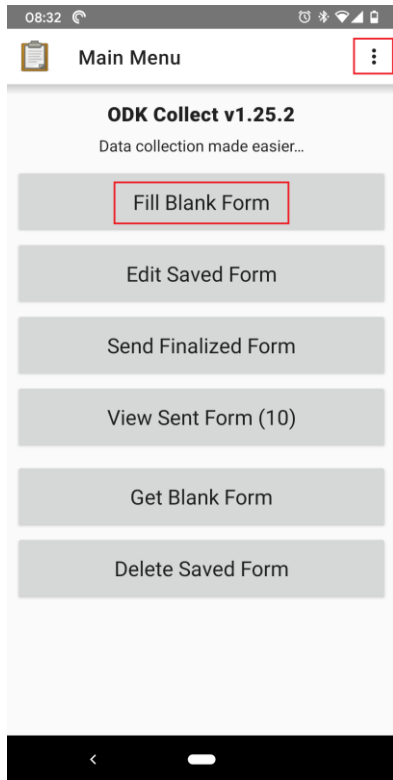 08:32
Main Menu
ODK Collect v1.25.2
Data collection made easier...
Fill Blank Form
Edit Saved Form
Send Finalized Form
View Sent Form (10)
Get Blank Form
Delete Saved Form